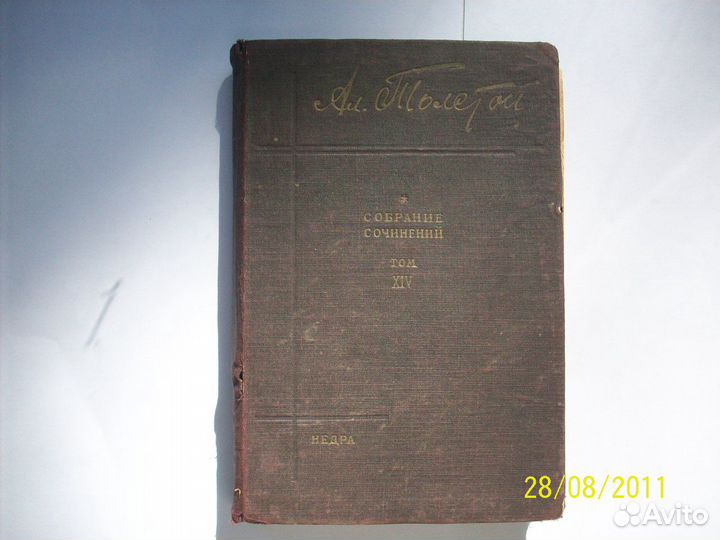 Ал. Толстой
СОБРАНИЕ
СОЧИНЕНИЙ
ТОМ
XIV
НЕДРА
28/08/2011
Avito